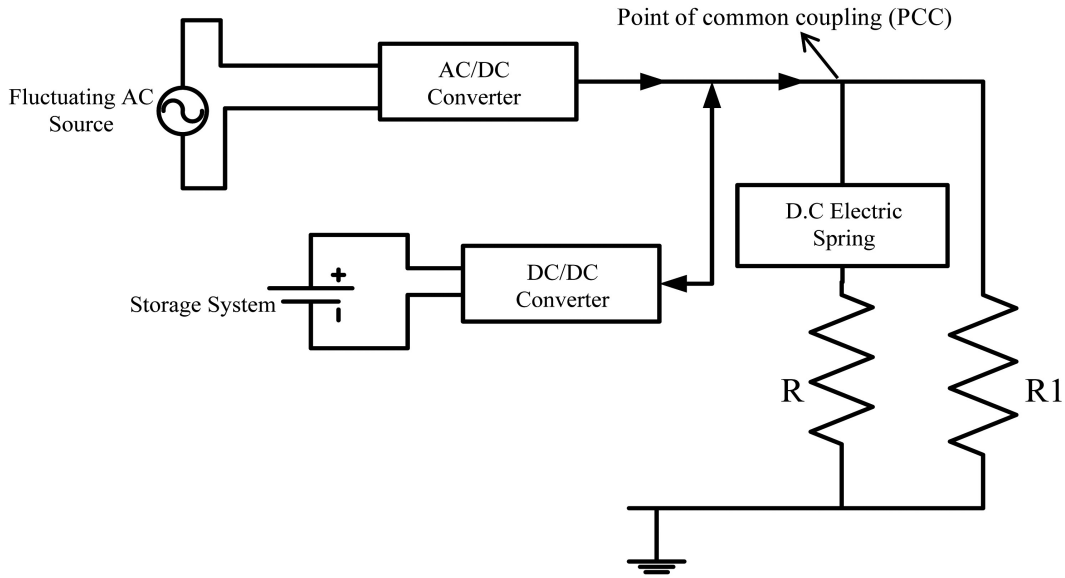 Point of common coupling (PCC)
AC/DC
Converter
Fluctuating AC
Source
D.C Electric
Spring
DC/DC
Converter
Storage System
+
-
R
R1